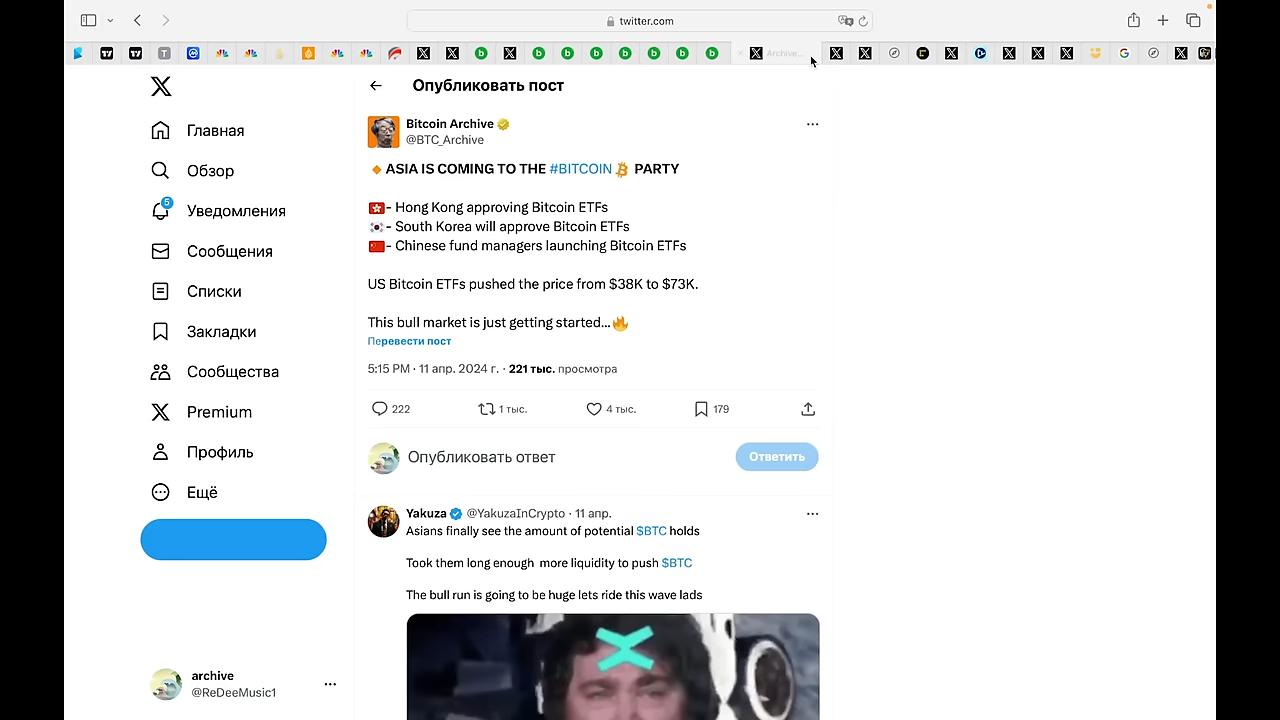 twitter.com
Archive...
Опубликовать пост
Главная
Обзор
5
Уведомления
Сообщения
Списки
Закладки
Сообщества
Premium
Профиль
Ещё
archive
@ReDeeMusic1
Bitcoin Archive
@BTC_Archive
ASIA IS COMING TO THE #BITCOIN PARTY
- Hong Kong approving Bitcoin ETFs
- South Korea will approve Bitcoin ETFs
- Chinese fund managers launching Bitcoin ETFs
US Bitcoin ETFs pushed the price from $38K to $73K.
This bull market is just getting started...
Перевести пост
5:15 PM · 11 апр. 2024 г. · 221 тыс. просмотра
222 1 тыс. 4 тыс. 179
Опубликовать ответ
Ответить
Yakuza @YakuzaInCrypto · 11 апр.
Asians finally see the amount of potential $BTC holds
Took them long enough more liquidity to push $BTC
The bull run is going to be huge lets ride this wave lads